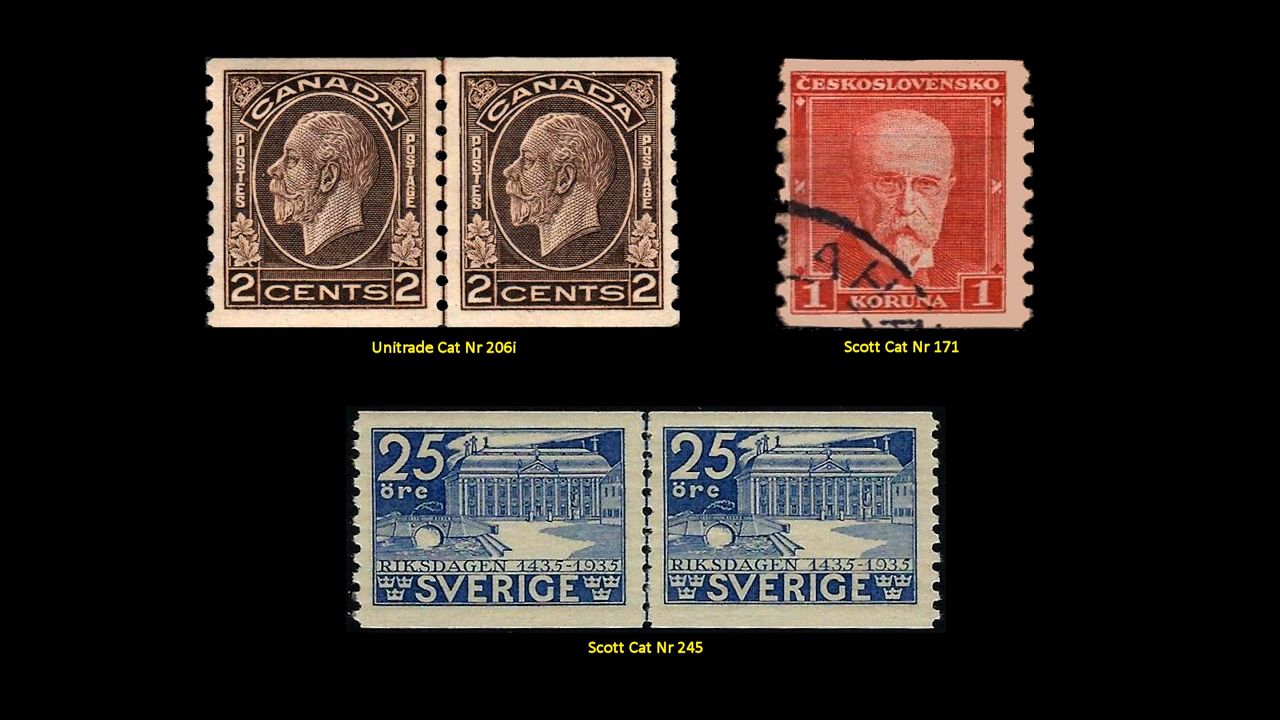 CANADA
POSTES
POSTAGE
2 CENTS 2
CANADA
POSTES
POSTAGE
2 CENTS 2
Unitrade Cat Nr 206i
ČESKOSLOVENSKO
1 KORUNA 1
Scott Cat Nr 171
25
öre
RIKSDAGEN 1435-1935
SVERIGE
25
öre
RIKSDAGEN 1435-1935
SVERIGE
Scott Cat Nr 245